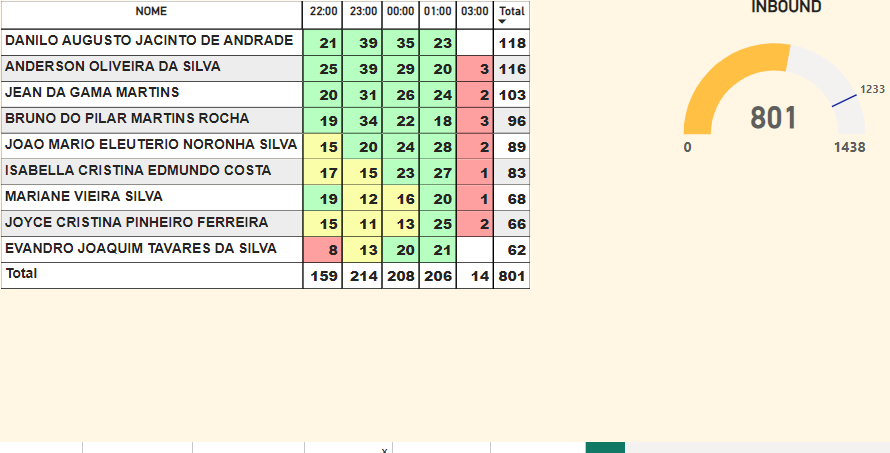 NOME 22:00 23:00 00:00 01:00 03:00 Total
DANILO AUGUSTO JACINTO DE ANDRADE 21 39 35 23 118
ANDERSON OLIVEIRA DA SILVA 25 39 29 20 3 116
JEAN DA GAMA MARTINS 20 31 26 24 2 103
BRUNO DO PILAR MARTINS ROCHA 19 34 22 18 3 96
JOAO MARIO ELEUTERIO NORONHA SILVA 15 20 24 28 2 89
ISABELLA CRISTINA EDMUNDO COSTA 17 15 23 27 1 83
MARIANE VIEIRA SILVA 19 12 16 20 1 68
JOYCE CRISTINA PINHEIRO FERREIRA 15 11 13 25 2 66
EVANDRO JOAQUIM TAVARES DA SILVA 8 13 20 21 62
Total 159 214 208 206 14 801
INBOUND
1233
801
0 1438
x